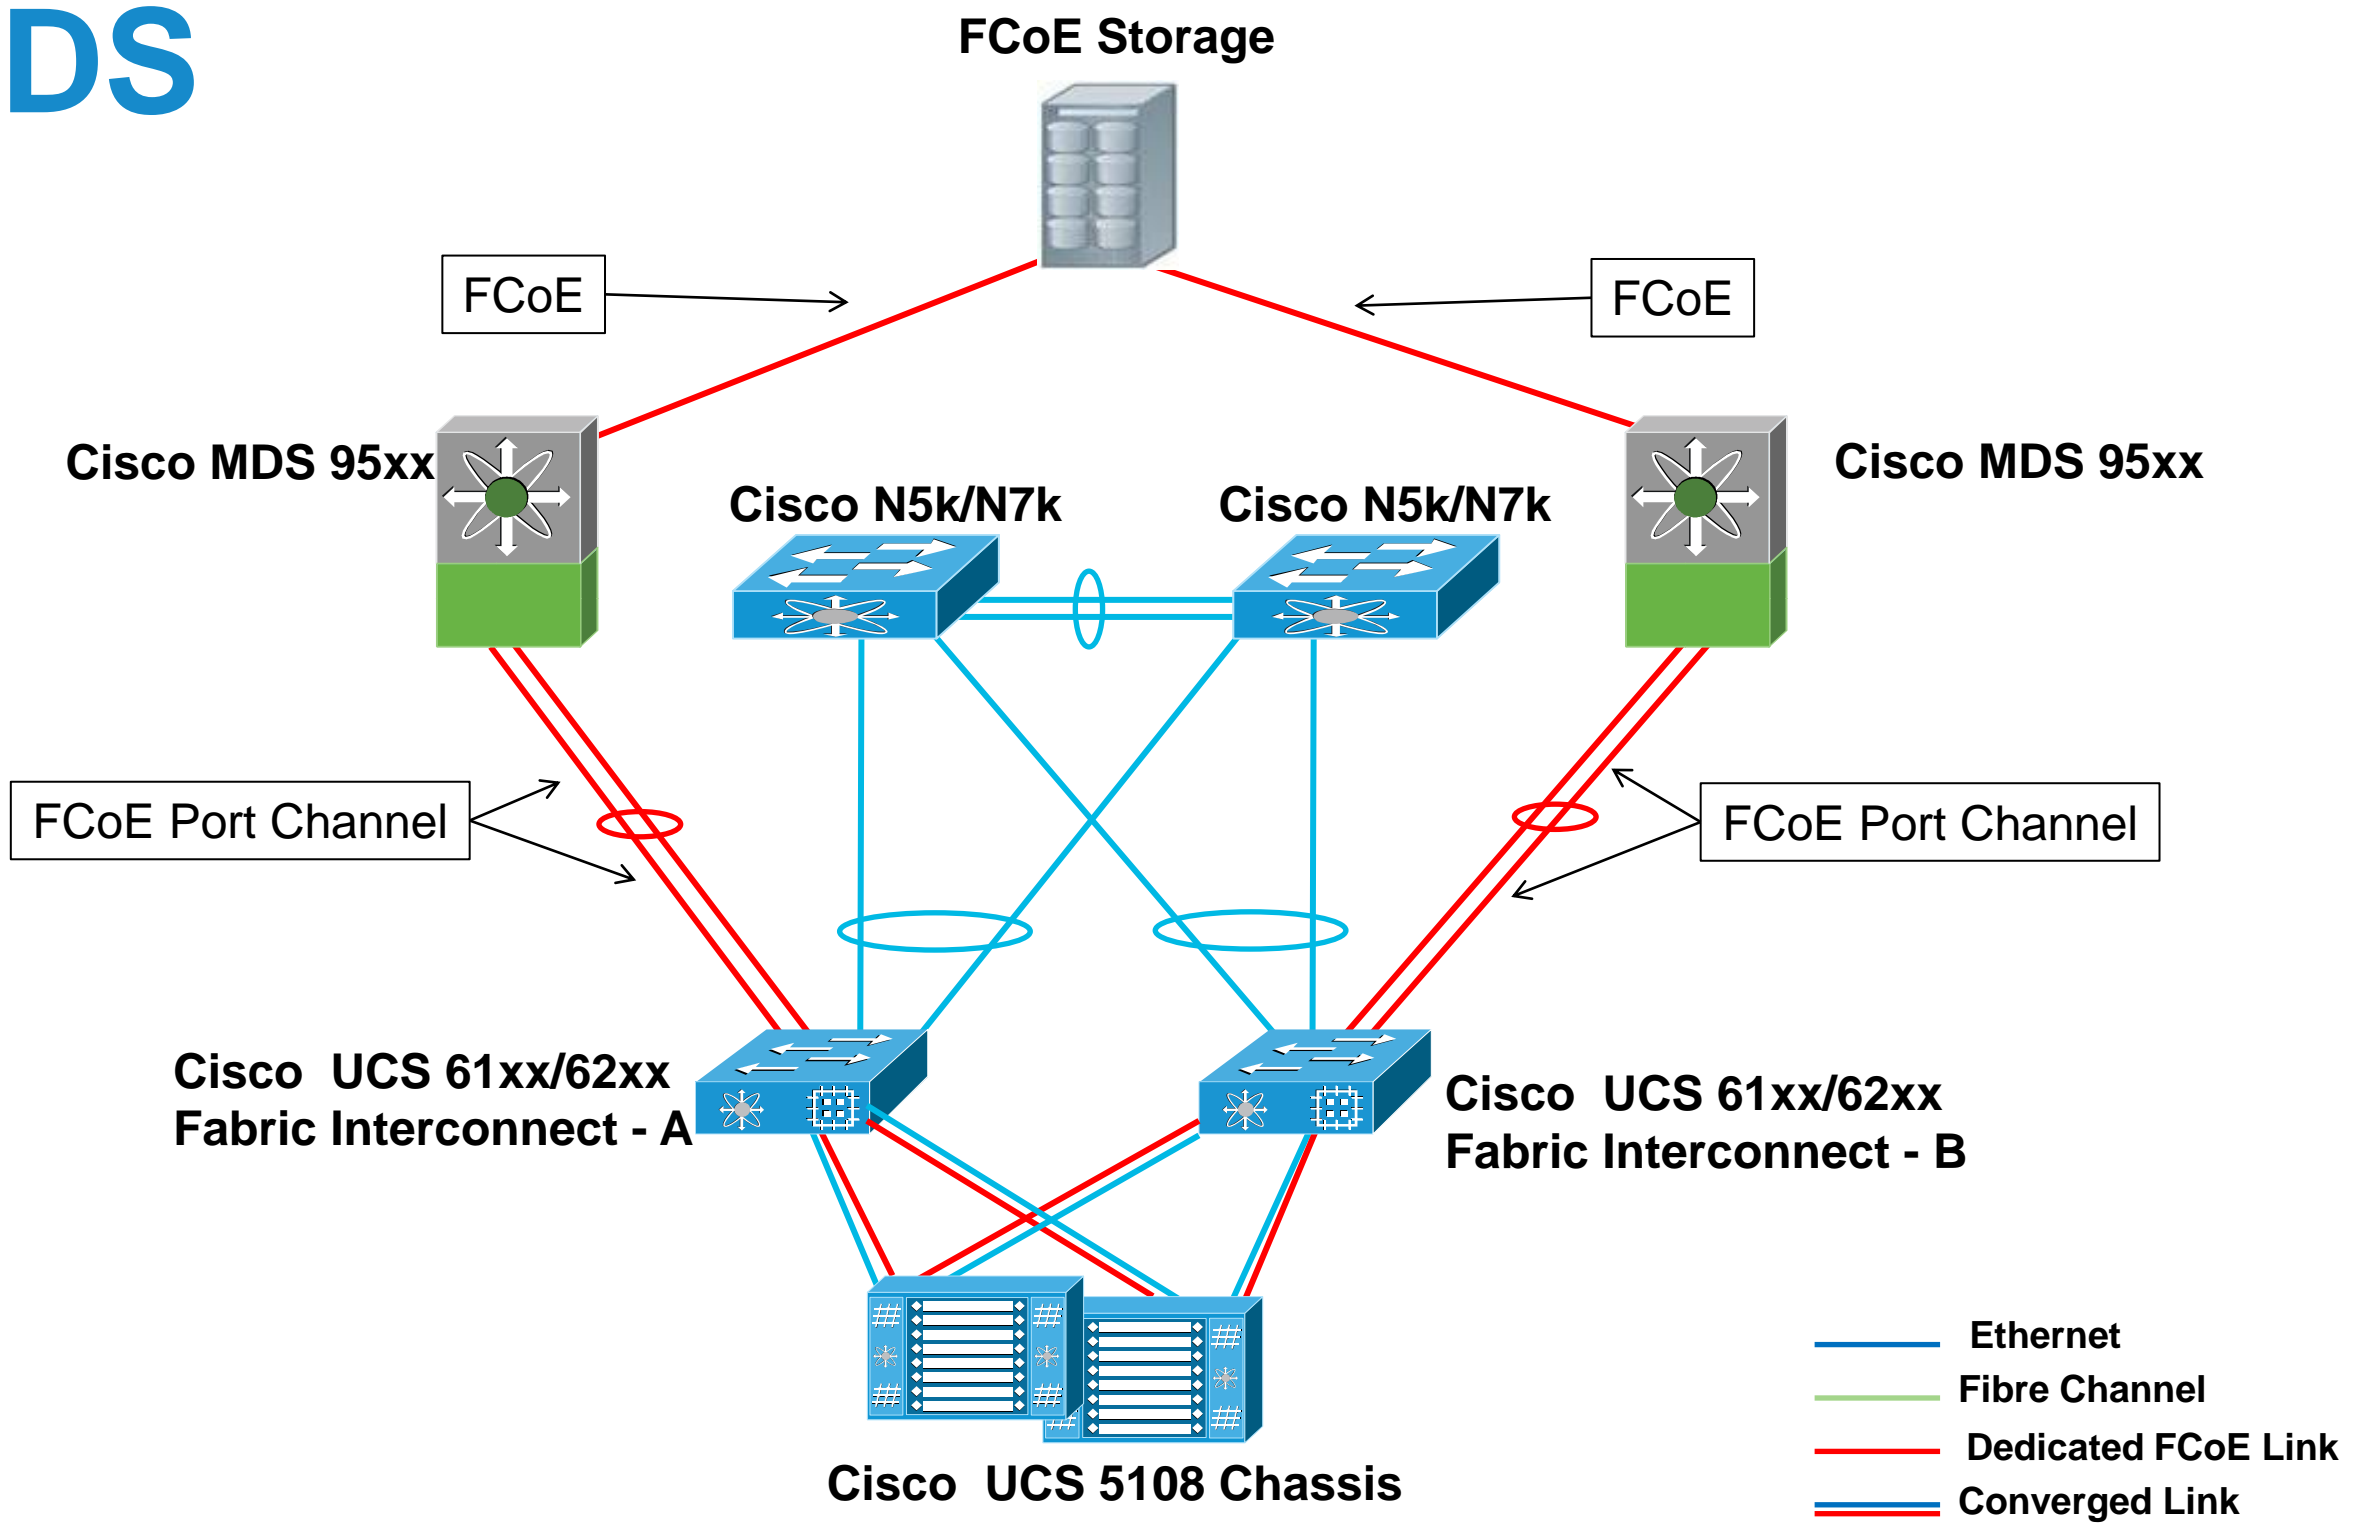 DS
FCoE Storage
FCoE
FCoE
Cisco MDS 95xx
Cisco MDS 95xx
Cisco N5k/N7k
Cisco N5k/N7k
FCoE Port Channel
FCoE Port Channel
Cisco  UCS 61xx/62xx
Fabric Interconnect - A
Cisco  UCS 61xx/62xx
Fabric Interconnect - B
Ethernet
Fibre Channel
Dedicated FCoE Link
Converged Link
Cisco  UCS 5108 Chassis